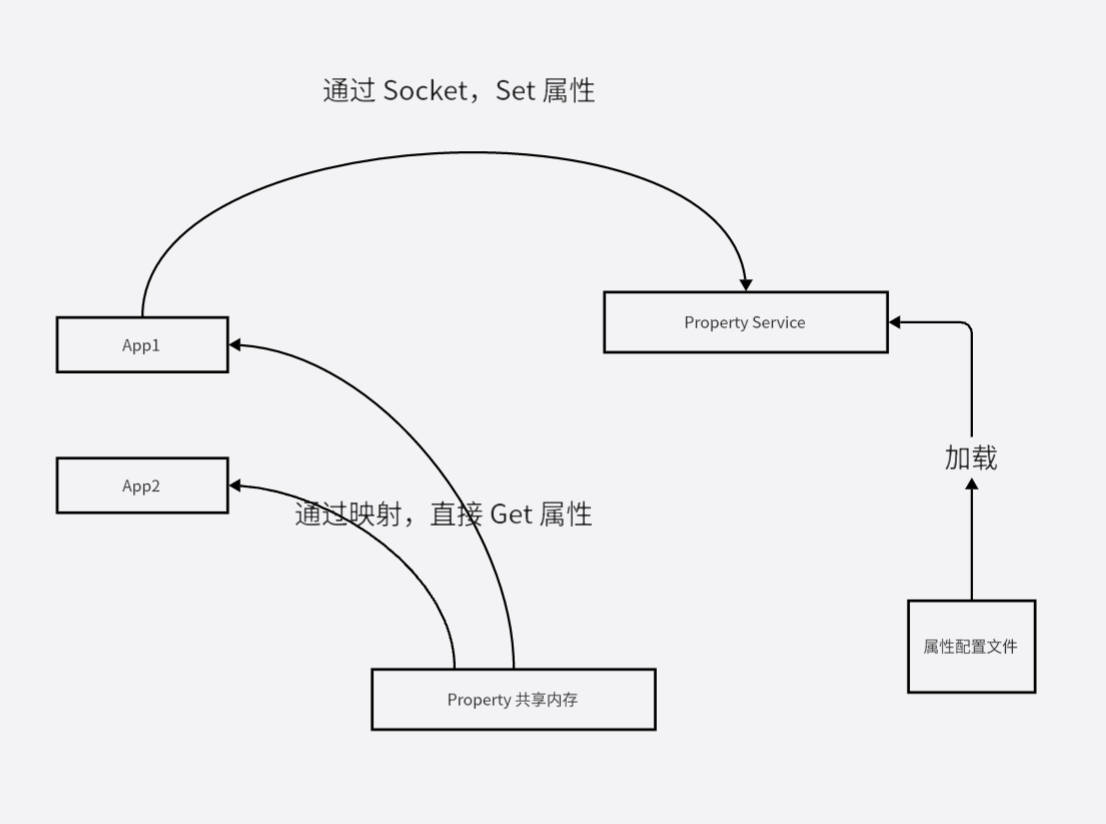 通过 Socket，Set 属性
Property Service
App1
加载
App2
通过映射，直接 Get 属性
属性配置文件
Property 共享内存